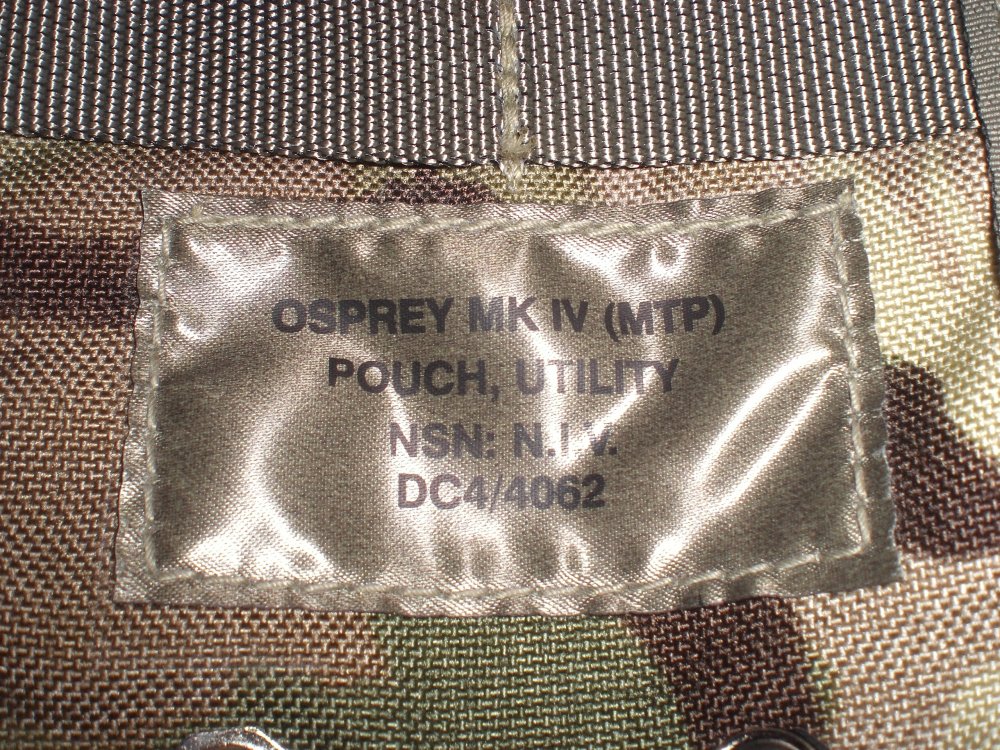 OSPREY MK IV (MTP)
POUCH, UTILITY
NSN: N.I.V.
DC4/4062